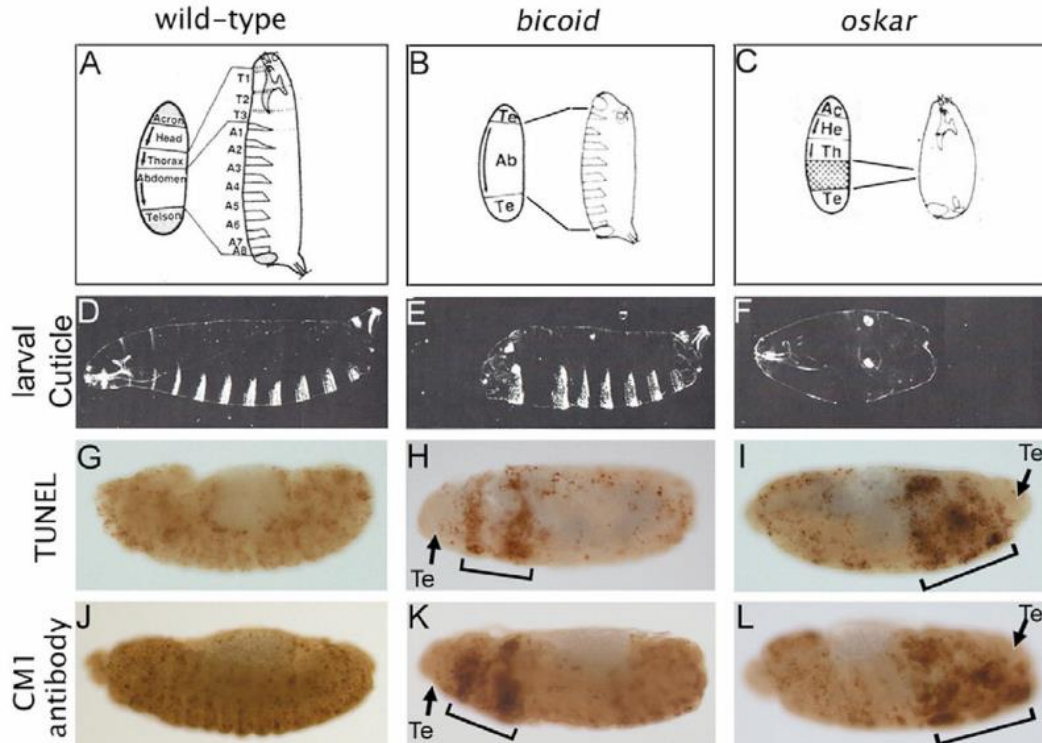 wild-type
bicoid
oskar
A
Acron
Head
Thorax
Abdomen
Telson
T1
T2
T3
A1
A2
A3
A4
A5
A6
A7
A8
B
Te
Ab
Te
C
Ac
He
Th
Te
larval
Cuticle
D
E
F
TUNEL
G
H
Te
I
Te
CM1
antibody
J
K
Te
L
Te